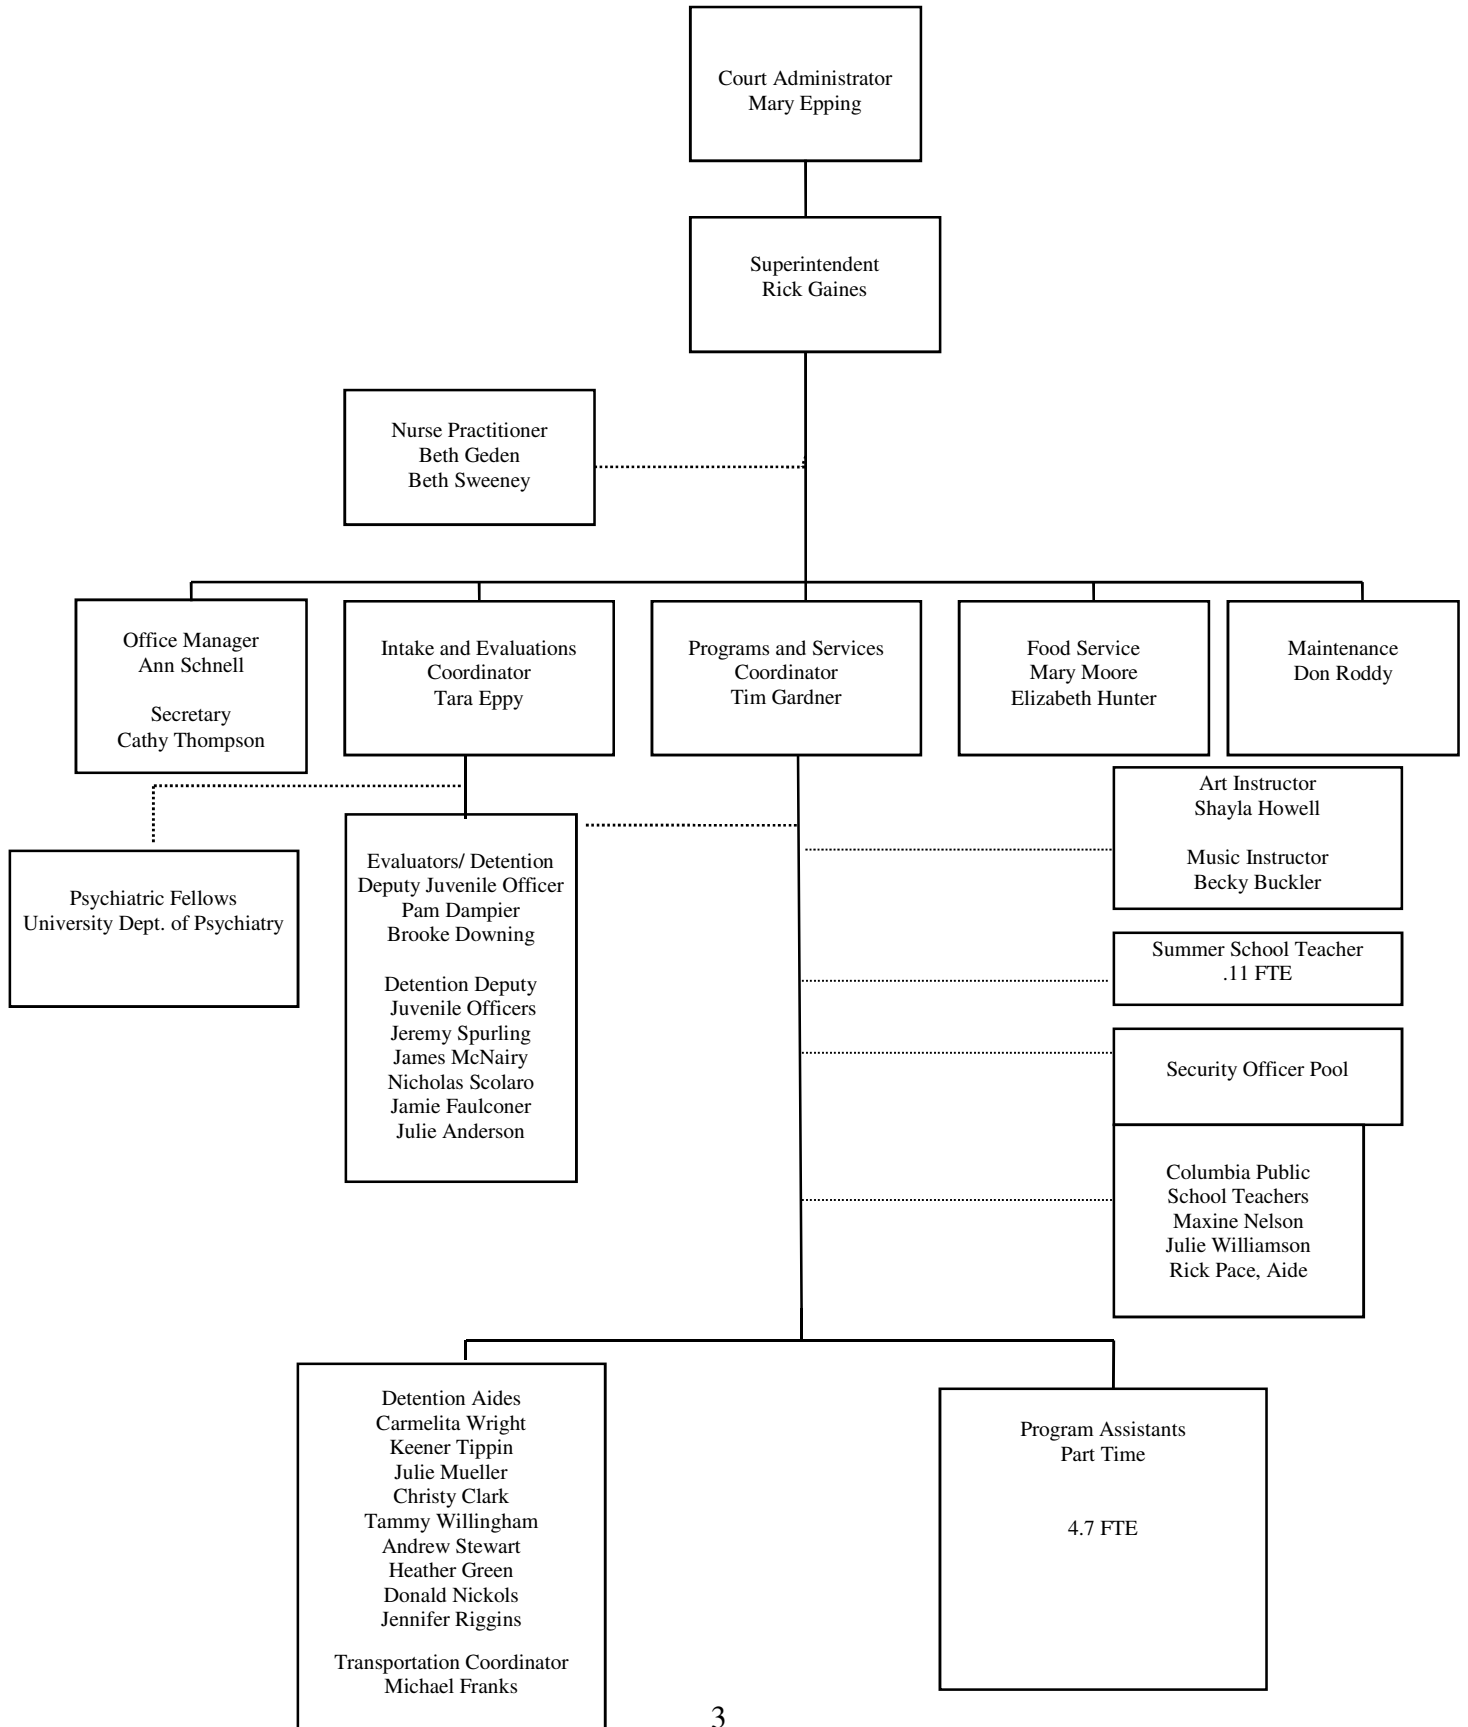 Court Administrator
Mary Epping
Superintendent
Rick Gaines
Nurse Practitioner
Beth Geden
Beth Sweeney
Office Manager
Ann Schnell
Secretary
Cathy Thompson
Intake and Evaluations
Coordinator
Tara Eppy
Programs and Services
Coordinator
Tim Gardner
Food Service
Mary Moore
Elizabeth Hunter
Maintenance
Don Roddy
Psychiatric Fellows
University Dept. of Psychiatry
Evaluators/ Detention
Deputy Juvenile Officer
Pam Dampier
Brooke Downing
Detention Deputy
Juvenile Officers
Jeremy Spurling
James McNairy
Nicholas Scolaro
Jamie Faulconer
Julie Anderson
Art Instructor
Shayla Howell
Music Instructor
Becky Buckler
Summer School Teacher
.11 FTE
Security Officer Pool
Columbia Public
School Teachers
Maxine Nelson
Julie Williamson
Rick Pace, Aide
Detention Aides
Carmelita Wright
Keener Tippin
Julie Mueller
Christy Clark
Tammy Willingham
Andrew Stewart
Heather Green
Donald Nickols
Jennifer Riggins
Transportation Coordinator
Michael Franks
Program Assistants
Part Time
4.7 FTE
3